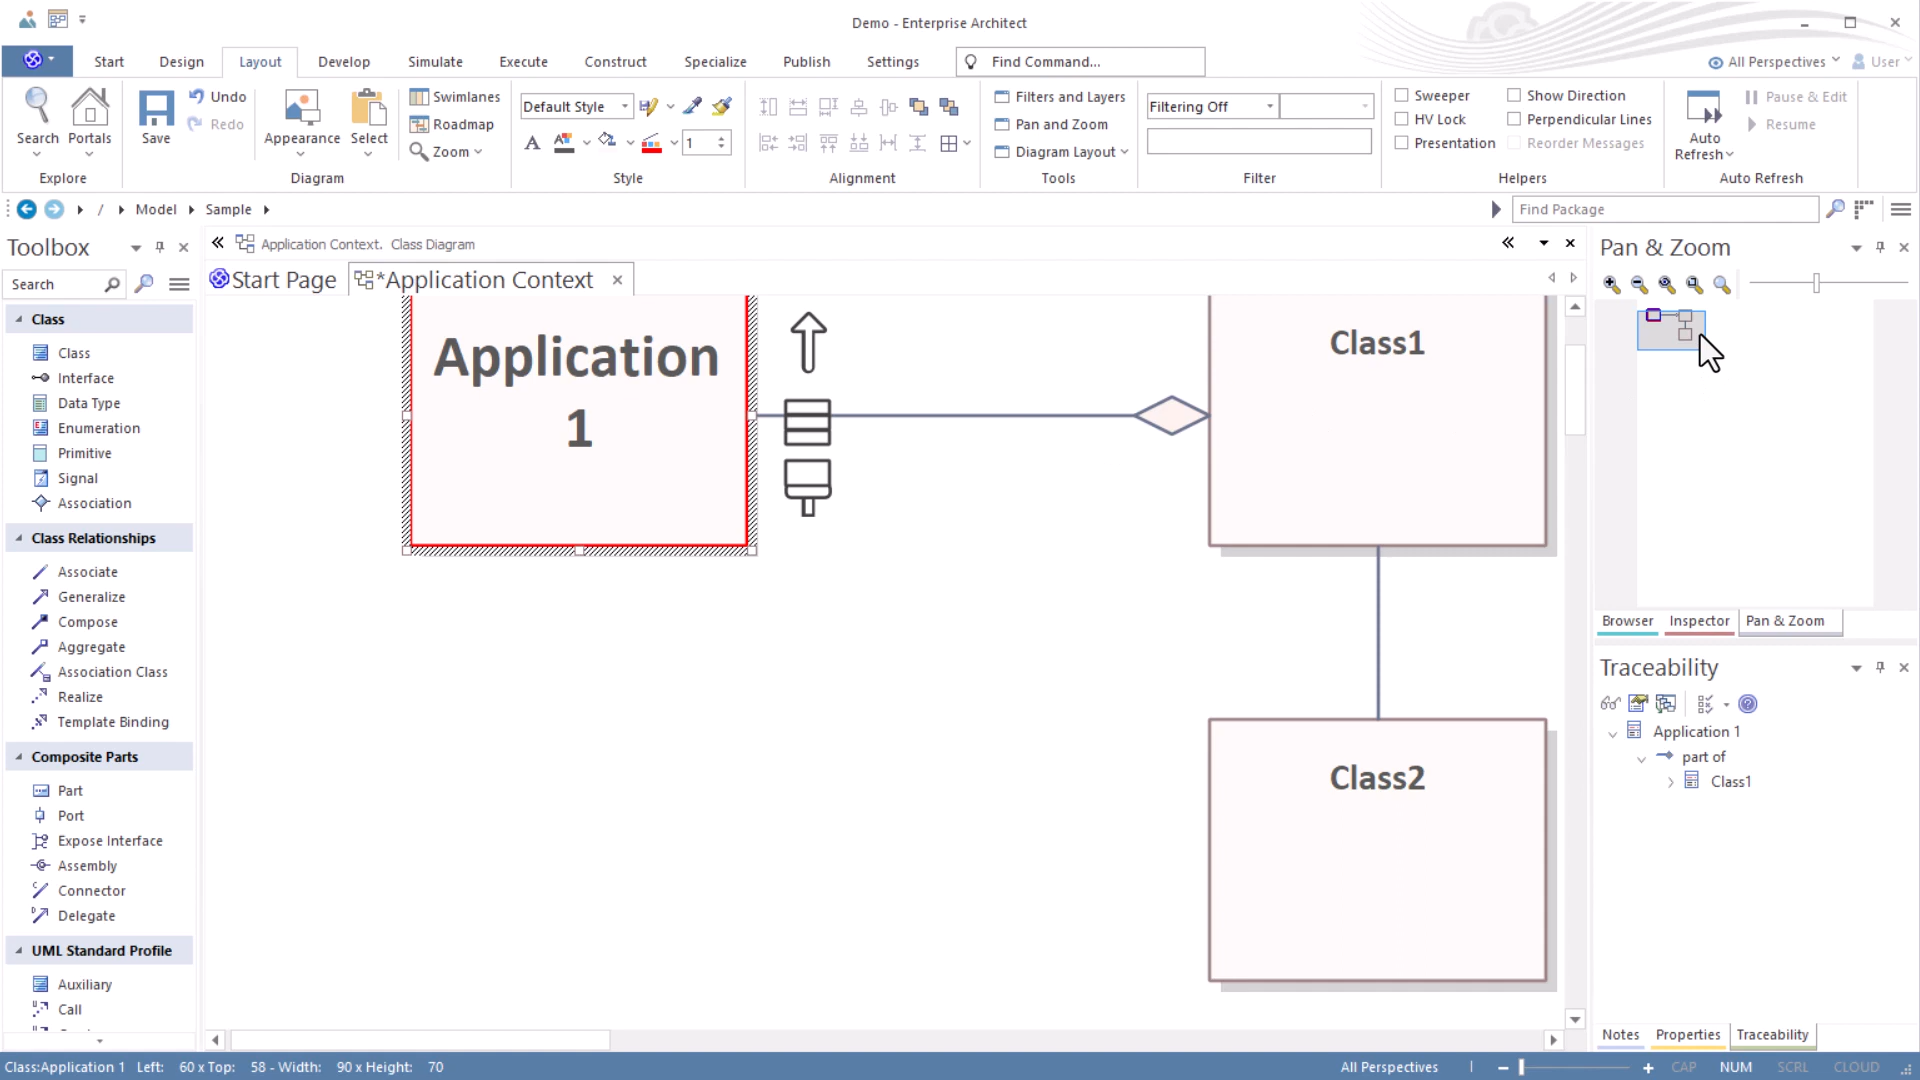 Demo - Enterprise Architect
Start Design Layout Develop Simulate Execute Construct Specialize Publish Settings Find Command... All Perspectives User
Search Portals Save Undo Redo Appearance Select Swimlanes Roadmap Zoom
Default Style 1
Filters and Layers Pan and Zoom Diagram Layout
Filtering Off
Sweeper HV Lock Presentation
Show Direction Perpendicular Lines Reorder Messages
Auto Refresh Pause & Edit Resume
Explore Diagram Style Alignment Tools Filter Helpers Auto Refresh
/ Model Sample Find Package
Toolbox
Search
Class
Class
Interface
Data Type
Enumeration
Primitive
Signal
Association
Class Relationships
Associate
Generalize
Compose
Aggregate
Association Class
Realize
Template Binding
Composite Parts
Part
Port
Expose Interface
Assembly
Connector
Delegate
UML Standard Profile
Auxiliary
Call
Application Context. Class Diagram
Start Page *Application Context
Application
1
Class1
Class2
Pan & Zoom
Browser Inspector Pan & Zoom
Traceability
Application 1
part of
Class1
Notes Properties Traceability
Class:Application 1 Left: 60 x Top: 58 - Width: 90 x Height: 70 All Perspectives CAP NUM SCRL CLOUD